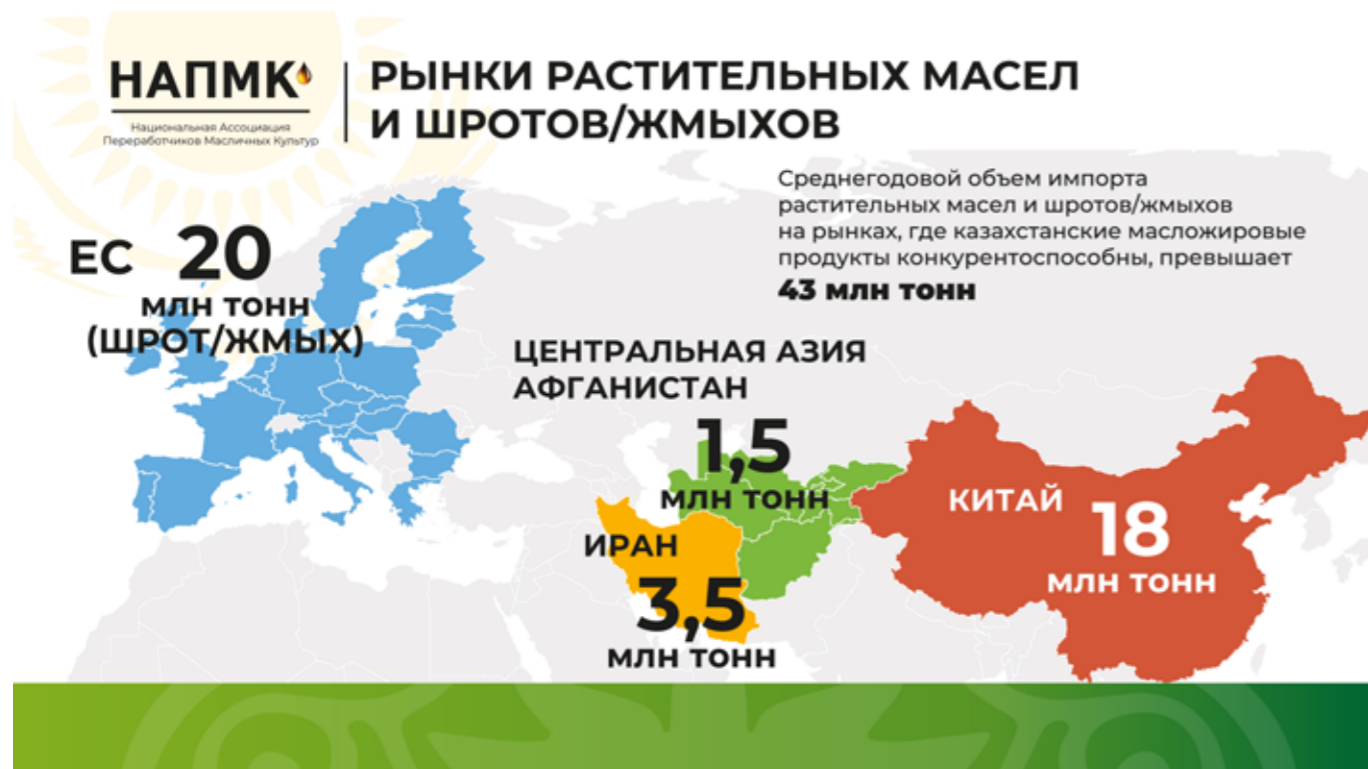 НАПМК
Национальная Ассоциация
Переработчиков Масличных Культур
РЫНКИ РАСТИТЕЛЬНЫХ МАСЕЛ
И ШРОТОВ/ЖМЫХОВ
Среднегодовой объем импорта
растительных масел и шротов/жмыхов
на рынках, где казахстанские масложировые
продукты конкурентоспособны, превышает
43 млн тонн
ЕС 20
МЛН ТОНН
(ШРОТ/ЖМЫХ)
ЦЕНТРАЛЬНАЯ АЗИЯ
АФГАНИСТАН
1,5
МЛН ТОНН
ИРАН
3,5
МЛН ТОНН
КИТАЙ 18
МЛН ТОНН